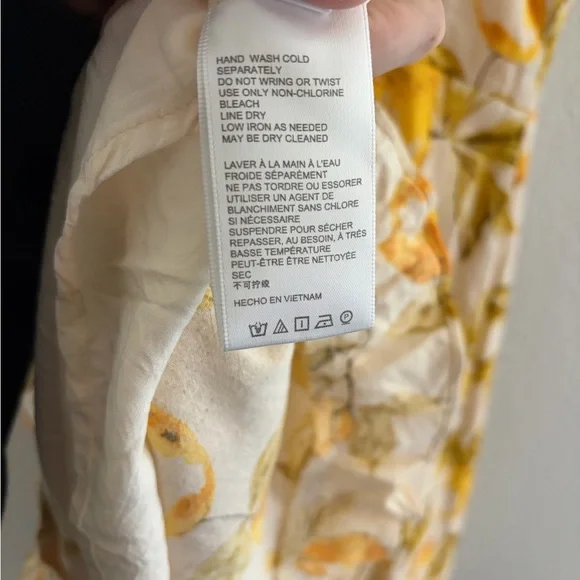 HAND WASH COLD
SEPARATELY
DO NOT WRING OR TWIST
USE ONLY NON-CHLORINE
BLEACH
LINE DRY
LOW IRON AS NEEDED
MAY BE DRY CLEANED
LAVER À LA MAIN À L'EAU
FROIDE SÉPARÉMENT
NE PAS TORDRE OU ESSORER
UTILISER UN AGENT DE
BLANCHIMENT SANS CHLORE
SI NÉCESSAIRE
SUSPENDRE POUR SÉCHER
REPASSER, AU BESOIN, À TRÉS
BASSE TEMPÉRATURE
PEUT-ÊTRE ÊTRE NETTOYÉE
SEC
不可拧绞
HECHO EN VIETNAM
P